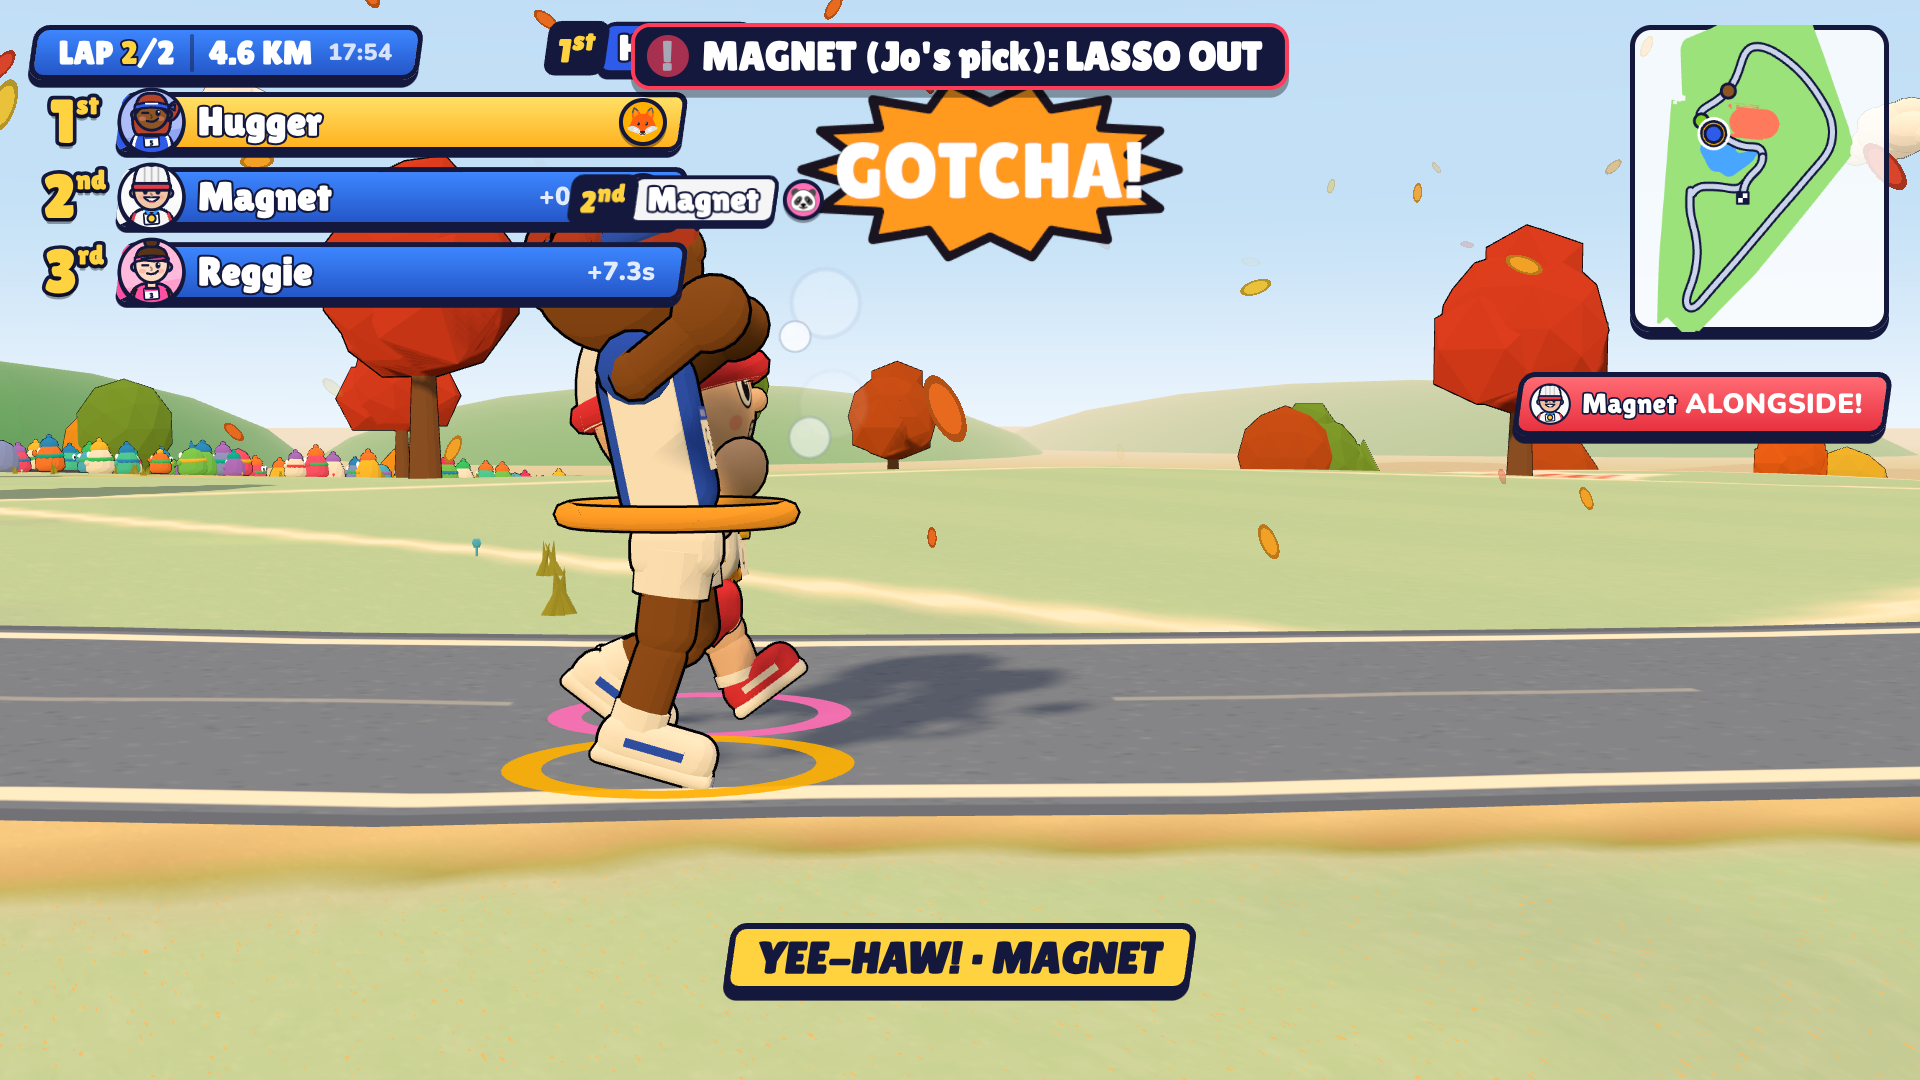 LAP 2/2 4.6 KM 17:54
1st
! MAGNET (Jo's pick): LASSO OUT
1st Hugger
GOTCHA!
2nd Magnet +0
2nd Magnet
3rd Reggie +7.3s
Magnet ALONGSIDE!
YEE-HAW! · MAGNET